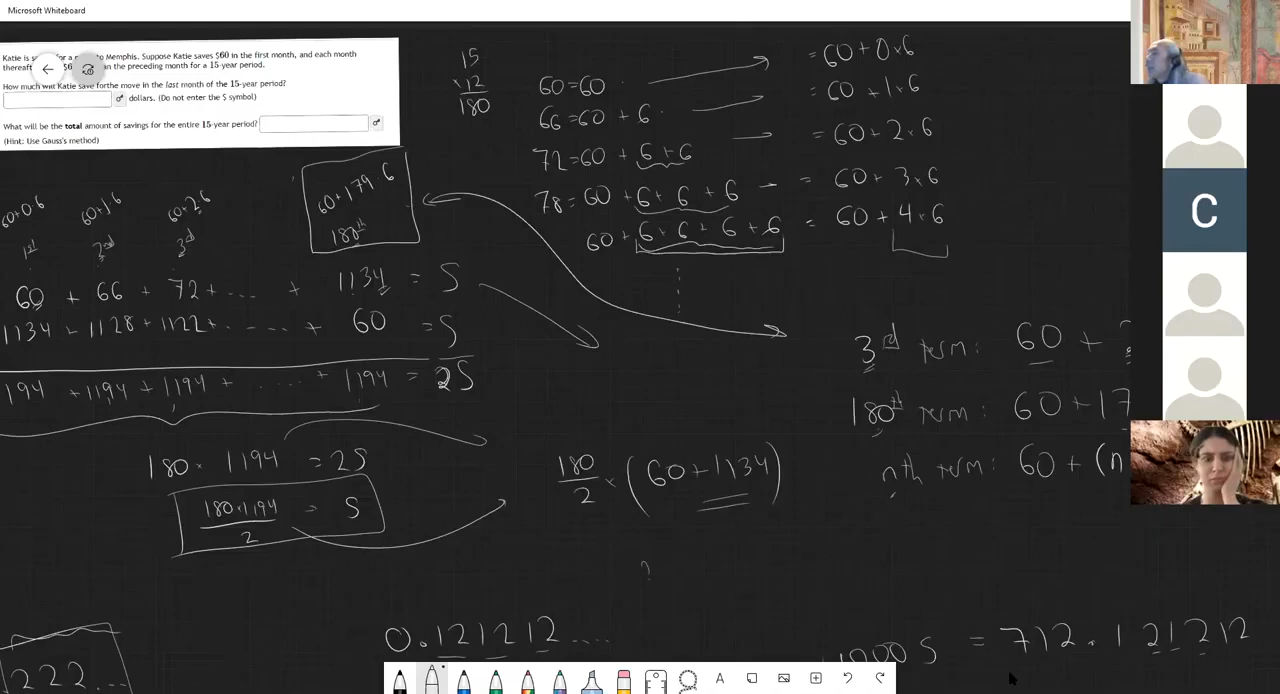 Microsoft Whiteboard
Katie is s for a to Memphis. Suppose Katie saves $60 in the first month, and each month
thereaft $6 an the preceding month for a 15-year period.
How much will Katie save forthe move in the last month of the 15-year period?
dollars. (Do not enter the $ symbol)
What will be the total amount of savings for the entire 15-year period?
(Hint: Use Gauss's method)
15
×12
180
60=60
= 60 + 0×6
66=60 + 6
= 60 + 1×6
72=60 + 6+6
= 60 + 2×6
78= 60 + 6 + 6 + 6
= 60 + 3×6
60 + 6 + 6 + 6 + 6
= 60 + 4×6
60+0·6
60+1·6
60+2·6
60+179·6
180th
1st
2nd
3rd
60 + 66 + 72 + .... + 1134 = S
1134 + 1128 + 1122 + ..... + 60 = S
194 + 1194 + 1194 + ..... + 1194 = 2S
3rd term: 60 +
180th term: 60 + 17
nth term: 60 + (n
180 · 1194 = 2S
180·1194
2
= S
180
2
× (60 + 1134)
?
222...
0.121212....
1000 S = 712.121212
C
A